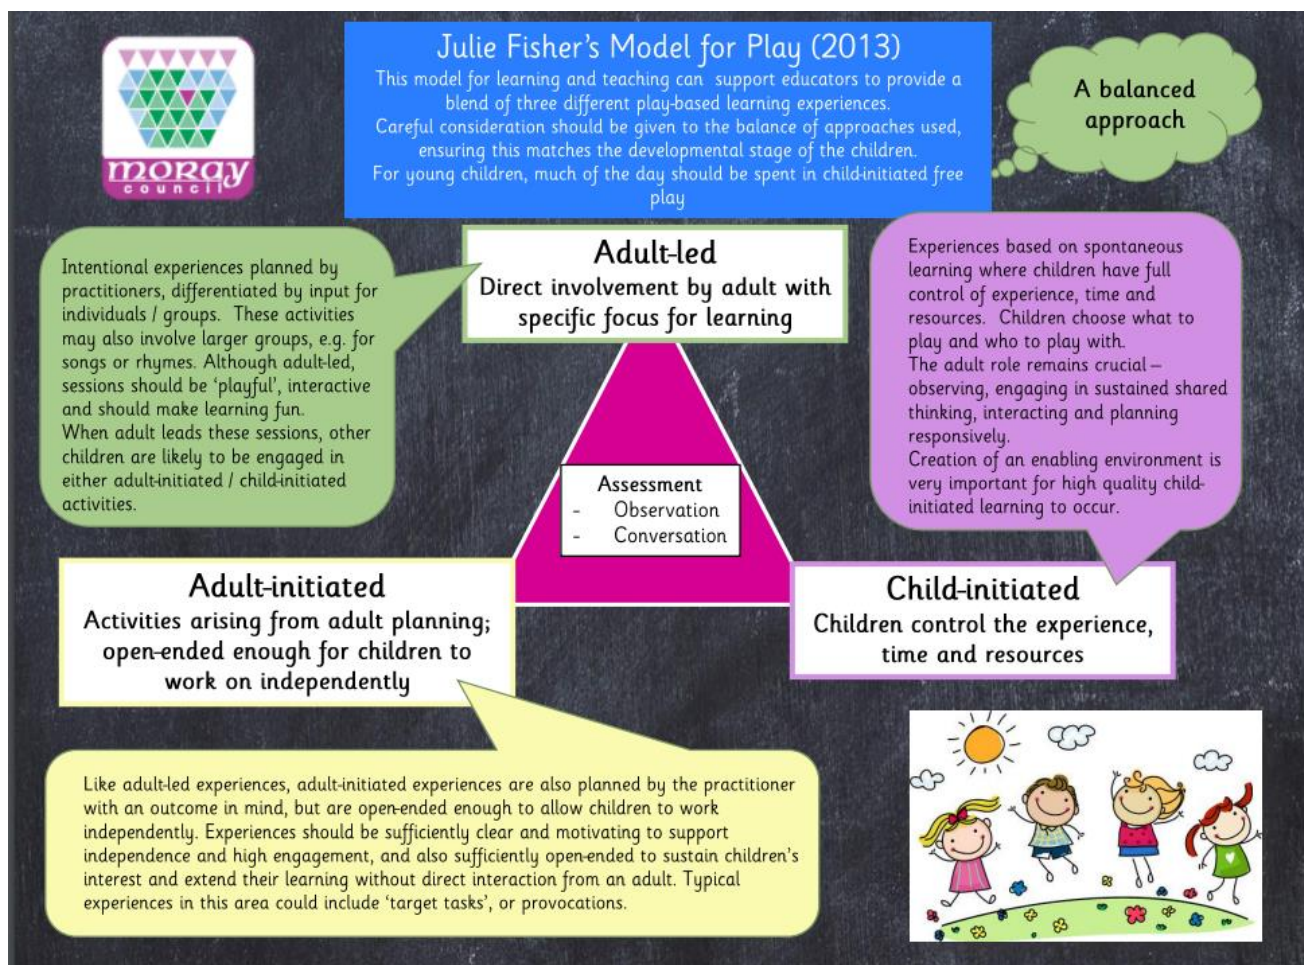 moray
council
Julie Fisher's Model for Play (2013)
This model for learning and teaching can support educators to provide a
blend of three different play-based learning experiences.
Careful consideration should be given to the balance of approaches used,
ensuring this matches the developmental stage of the children.
For young children, much of the day should be spent in child-initiated free
play
A balanced
approach
Intentional experiences planned by
practitioners, differentiated by input for
individuals / groups. These activities
may also involve larger groups, e.g. for
songs or rhymes. Although adult-led,
sessions should be 'playful', interactive
and should make learning fun.
When adult leads these sessions, other
children are likely to be engaged in
either adult-initiated / child-initiated
activities.
Adult-led
Direct involvement by adult with
specific focus for learning
Experiences based on spontaneous
learning where children have full
control of experience, time and
resources. Children choose what to
play and who to play with.
The adult role remains crucial –
observing, engaging in sustained shared
thinking, interacting and planning
responsively.
Creation of an enabling environment is
very important for high quality child-
initiated learning to occur.
Assessment
- Observation
- Conversation
Adult-initiated
Activities arising from adult planning;
open-ended enough for children to
work on independently
Child-initiated
Children control the experience,
time and resources
Like adult-led experiences, adult-initiated experiences are also planned by the practitioner
with an outcome in mind, but are open-ended enough to allow children to work
independently. Experiences should be sufficiently clear and motivating to support
independence and high engagement, and also sufficiently open-ended to sustain children's
interest and extend their learning without direct interaction from an adult. Typical
experiences in this area could include 'target tasks', or provocations.